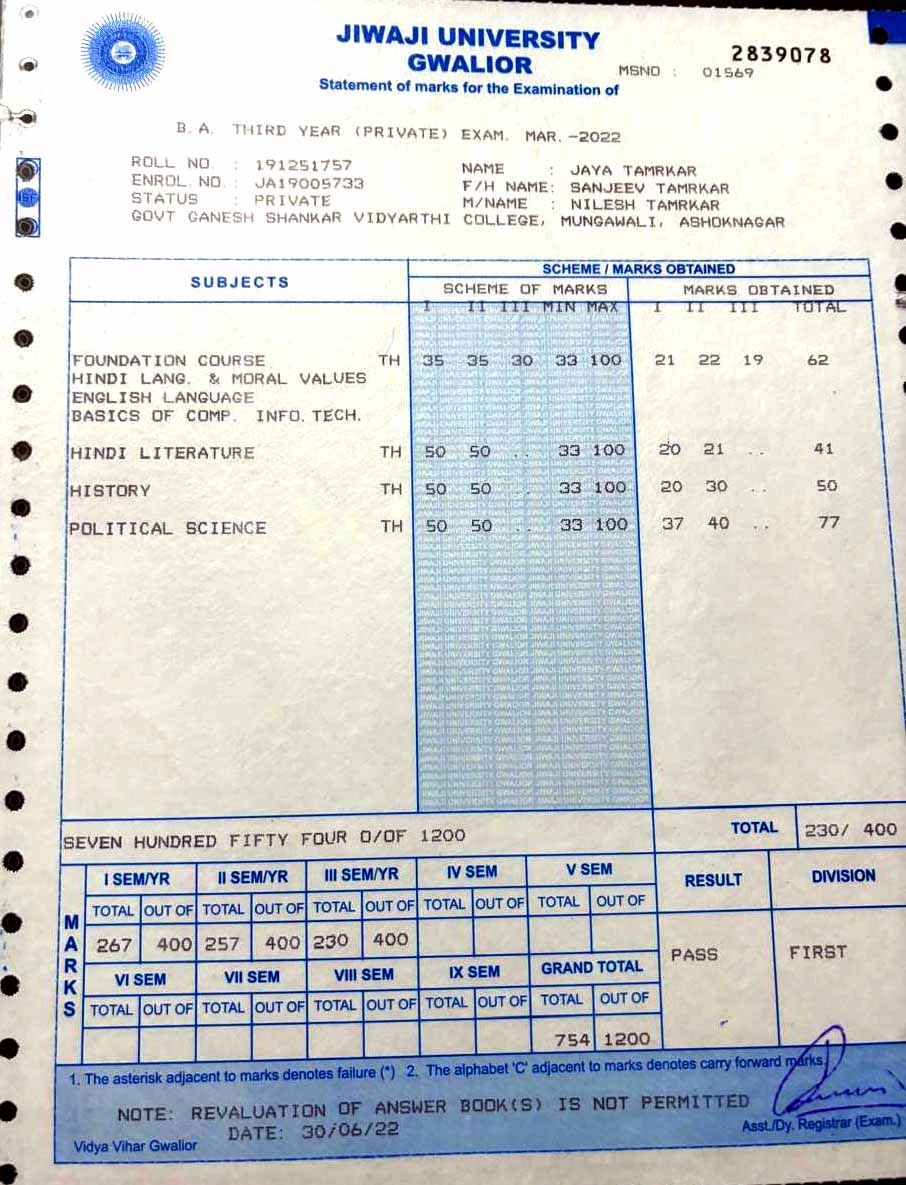 JIWAJI UNIVERSITY
GWALIOR
2839078
MSNO : 01569
Statement of marks for the Examination of
B. A. THIRD YEAR (PRIVATE) EXAM. MAR. -2022
ROLL NO. : 191251757 NAME : JAYA TAMRKAR
ENROL. NO. : JA19005733 F/H NAME: SANJEEV TAMRKAR
STATUS : PRIVATE M/NAME : NILESH TAMRKAR
GOVT GANESH SHANKAR VIDYARTHI COLLEGE, MUNGAWALI, ASHOKNAGAR
SUBJECTS SCHEME / MARKS OBTAINED
SCHEME OF MARKS MARKS OBTAINED
I II III MIN MAX I II III TOTAL
FOUNDATION COURSE TH 35 35 30 33 100 21 22 19 62
HINDI LANG. & MORAL VALUES
ENGLISH LANGUAGE
BASICS OF COMP. INFO. TECH.
HINDI LITERATURE TH 50 50 .. 33 100 20 21 .. 41
HISTORY TH 50 50 .. 33 100 20 30 .. 50
POLITICAL SCIENCE TH 50 50 .. 33 100 37 40 .. 77
SEVEN HUNDRED FIFTY FOUR O/OF 1200 TOTAL 230/ 400
MARKS
I SEM/YR II SEM/YR III SEM/YR IV SEM V SEM RESULT DIVISION
TOTAL OUT OF TOTAL OUT OF TOTAL OUT OF TOTAL OUT OF TOTAL OUT OF
267 400 257 400 230 400 PASS FIRST
VI SEM VII SEM VIII SEM IX SEM GRAND TOTAL
TOTAL OUT OF TOTAL OUT OF TOTAL OUT OF TOTAL OUT OF TOTAL OUT OF
754 1200
1. The asterisk adjacent to marks denotes failure (*) 2. The alphabet 'C' adjacent to marks denotes carry forward marks.
NOTE: REVALUATION OF ANSWER BOOK(S) IS NOT PERMITTED
DATE: 30/06/22
Vidya Vihar Gwalior
Asst./Dy. Registrar (Exam.)